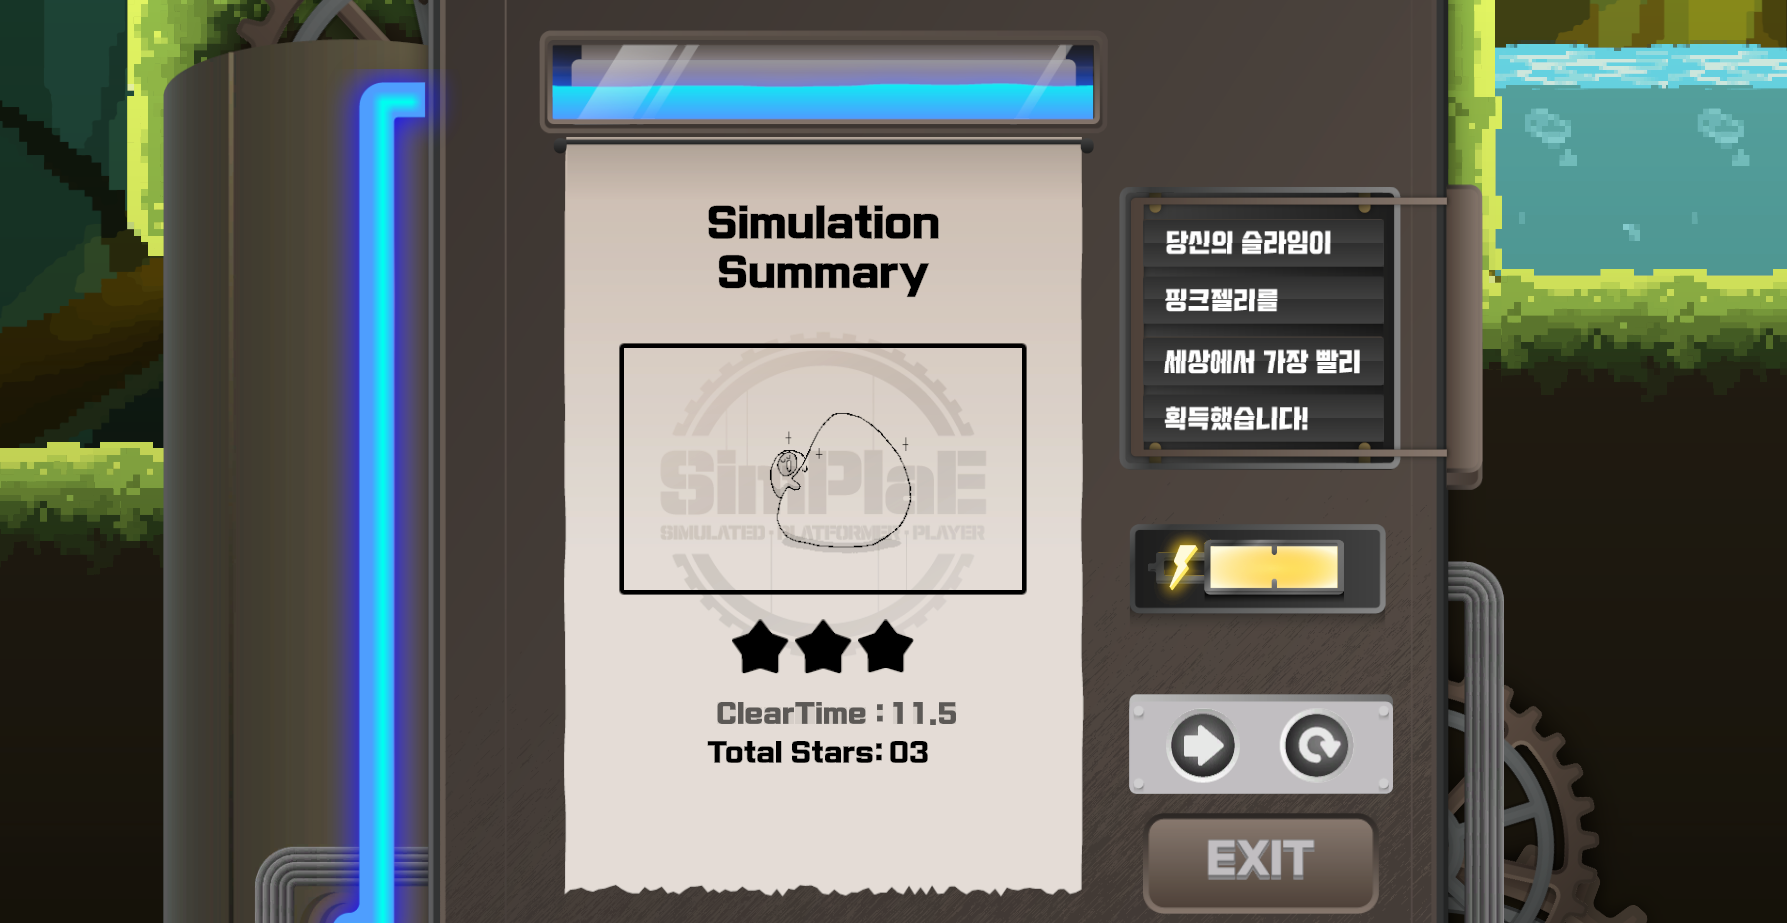 Simulation
Summary
SimPlaE
SIMULATED · PLATFORMER · PLAYER
ClearTime : 11.5
Total Stars: 03
당신의 슬라임이
핑크젤리를
세상에서 가장 빨리
획득했습니다!
EXIT